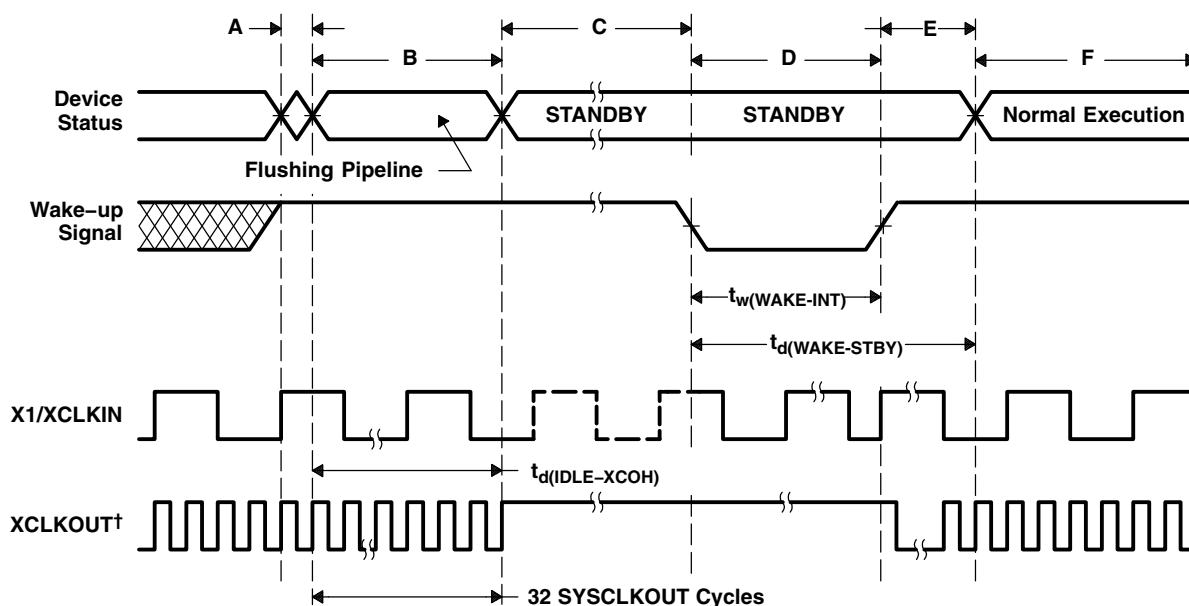 A
B
C
D
E
F
Device
Status
STANDBY
STANDBY
Normal Execution
Flushing Pipeline
Wake−up
Signal
tw(WAKE-INT)
td(WAKE-STBY)
X1/XCLKIN
td(IDLE−XCOH)
XCLKOUT†
32 SYSCLKOUT Cycles